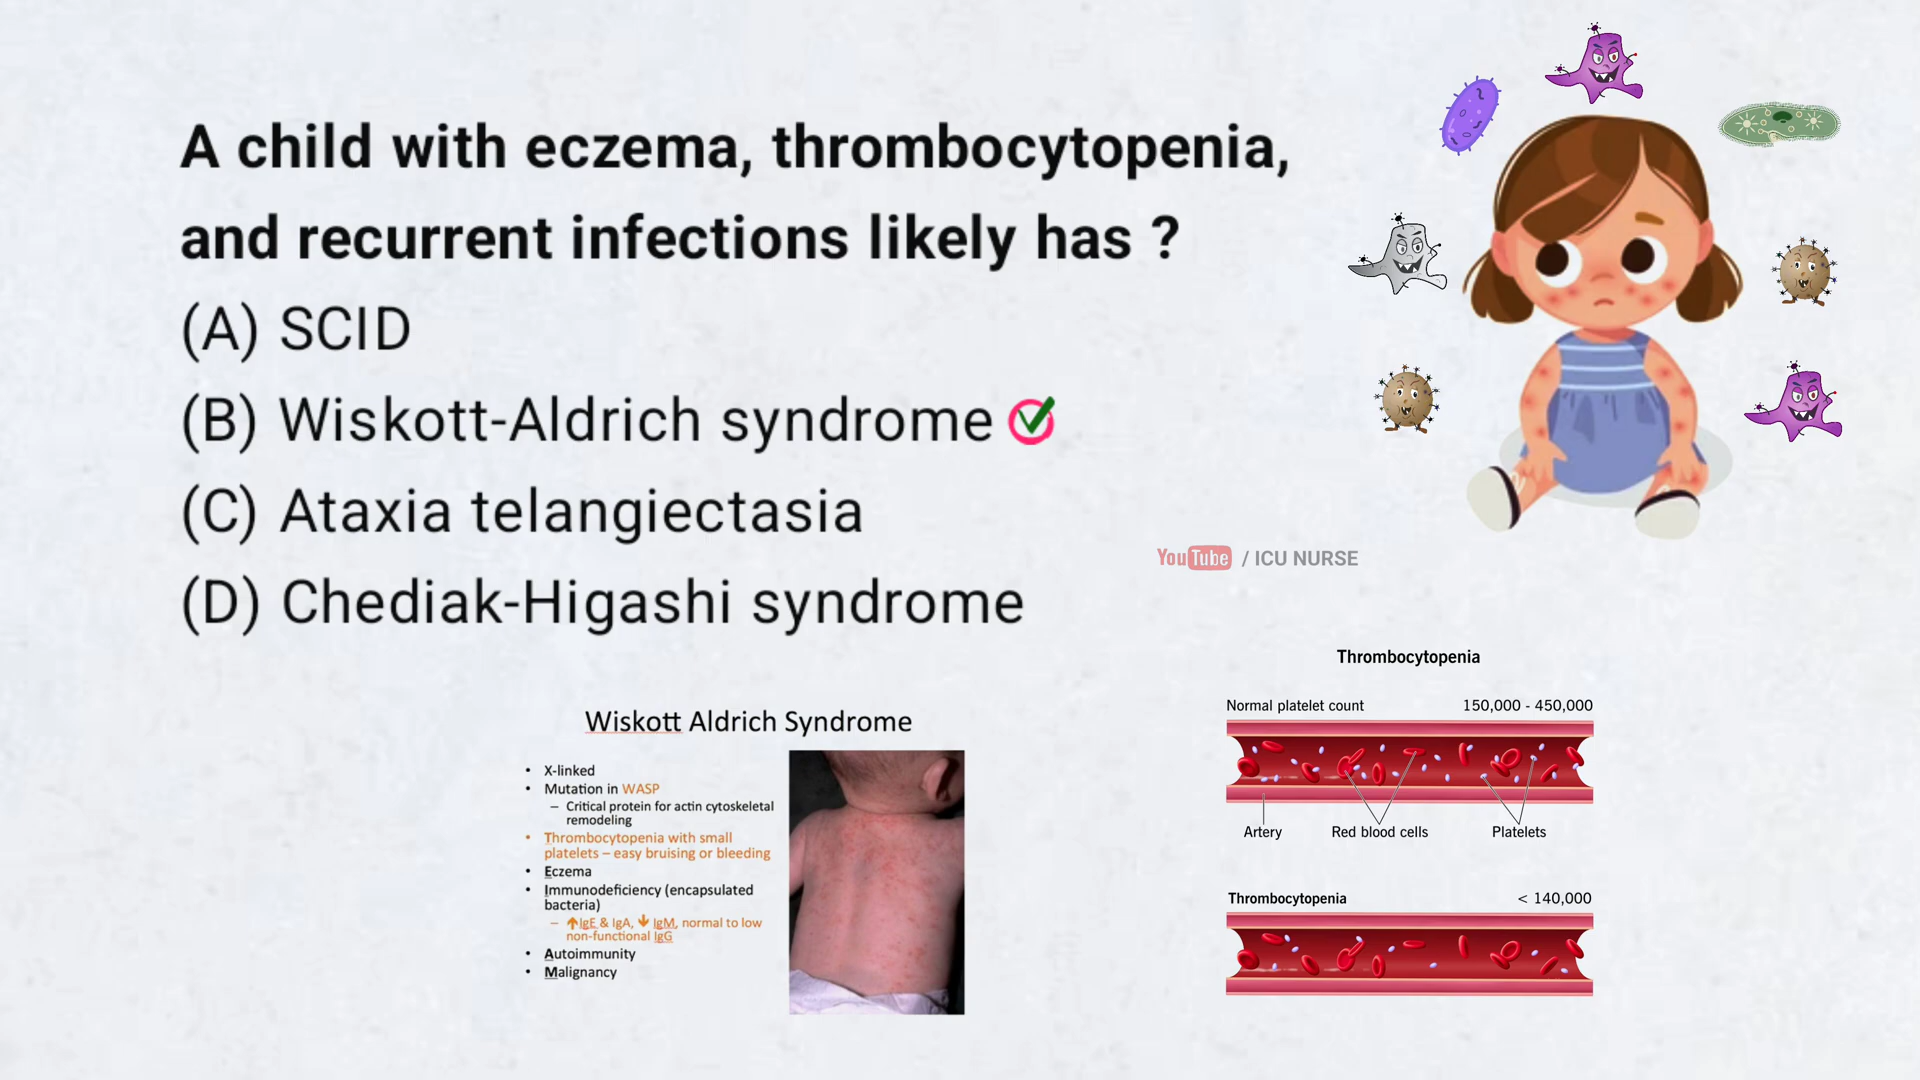 A child with eczema, thrombocytopenia,
and recurrent infections likely has ?
(A) SCID
(B) Wiskott-Aldrich syndrome
(C) Ataxia telangiectasia
(D) Chediak-Higashi syndrome
YouTube / ICU NURSE
Wiskott Aldrich Syndrome
• X-linked
• Mutation in WASP
– Critical protein for actin cytoskeletal
remodeling
• Thrombocytopenia with small
platelets – easy bruising or bleeding
• Eczema
• Immunodeficiency (encapsulated
bacteria)
– ↑IgE & IgA, ↓ IgM, normal to low
non-functional IgG
• Autoimmunity
• Malignancy
Thrombocytopenia
Normal platelet count 150,000 - 450,000
Artery Red blood cells Platelets
Thrombocytopenia < 140,000